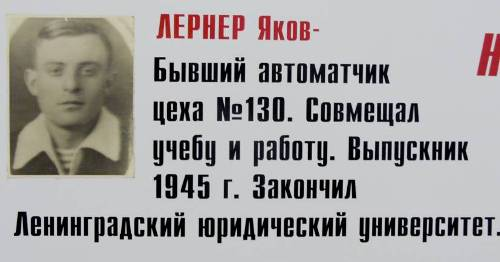 ЛЕРНЕР Яков-
Бывший автоматчик
цеха №130. Совмещал
учебу и работу. Выпускник
1945 г. Закончил
Ленинградский юридический университет.